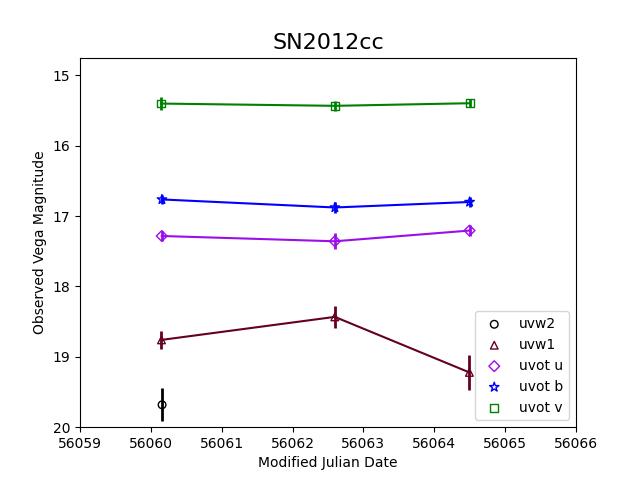 SN2012cc
15
16
17
18
19
20
Observed Vega Magnitude
uvw2
uvw1
uvot u
uvot b
uvot v
56059 56060 56061 56062 56063 56064 56065 56066
Modified Julian Date